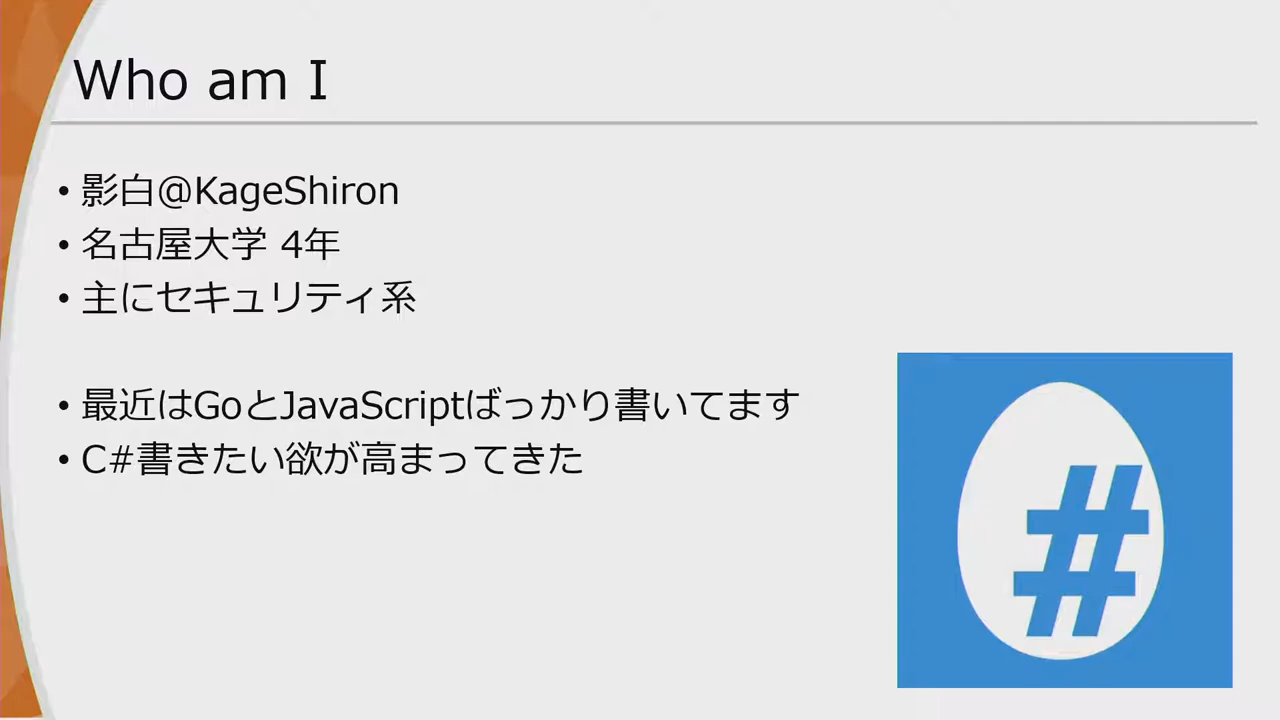 Who am I
• 影白@KageShiron
• 名古屋大学 4年
• 主にセキュリティ系
• 最近はGoとJavaScriptばっかり書いてます
• C#書きたい欲が高まってきた
#